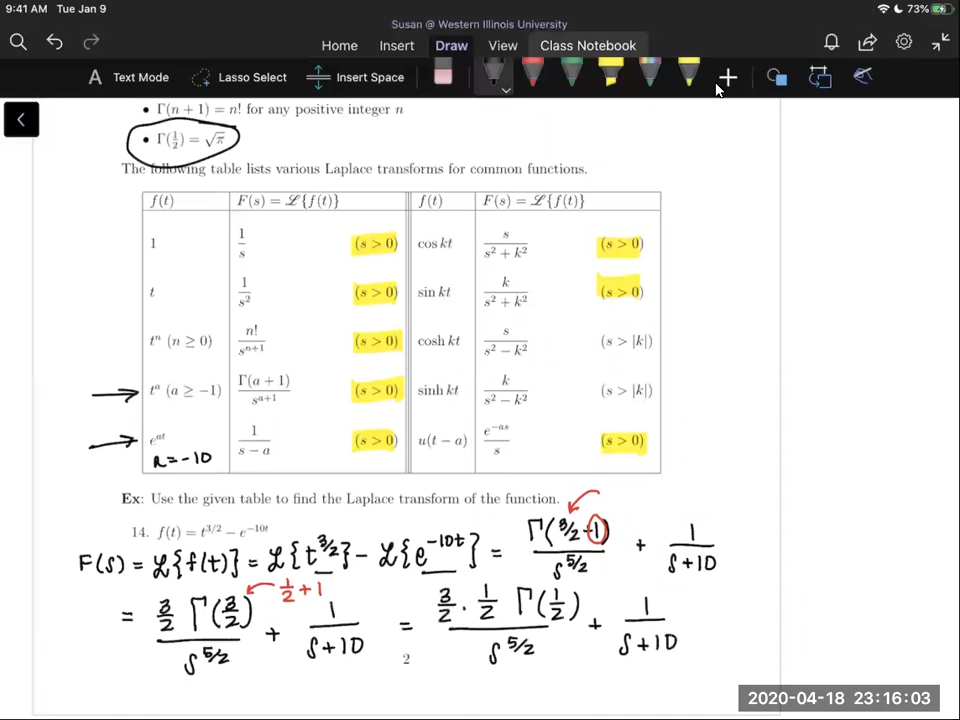 9:41 AM Tue Jan 9 73%
Susan @ Western Illinois University
Home Insert Draw View Class Notebook
Text Mode Lasso Select Insert Space
• Γ(n + 1) = n! for any positive integer n
• Γ(1/2) = √π
The following table lists various Laplace transforms for common functions.
f(t) F(s) = ℒ{f(t)} f(t) F(s) = ℒ{f(t)}
1 1/s (s > 0) cos kt s/(s² + k²) (s > 0)
t 1/s² (s > 0) sin kt k/(s² + k²) (s > 0)
tⁿ (n ≥ 0) n!/sⁿ⁺¹ (s > 0) cosh kt s/(s² − k²) (s > |k|)
tᵃ (a ≥ −1) Γ(a + 1)/sᵃ⁺¹ (s > 0) sinh kt k/(s² − k²) (s > |k|)
eᵃᵗ 1/(s − a) (s > 0) u(t − a) e⁻ᵃˢ/s (s > 0)
a = -10
Ex: Use the given table to find the Laplace transform of the function.
14. f(t) = t^{3/2} − e^{−10t}
F(s) = ℒ{f(t)} = ℒ{t^{3/2}} - ℒ{e^{-10t}} = Γ(3/2 - 1)/s^{5/2} + 1/(s+10)
1/2 + 1
= 3/2 Γ(3/2)/s^{5/2} + 1/(s+10) = 3/2 · 1/2 Γ(1/2)/s^{5/2} + 1/(s+10)
2
2020-04-18 23:16:03